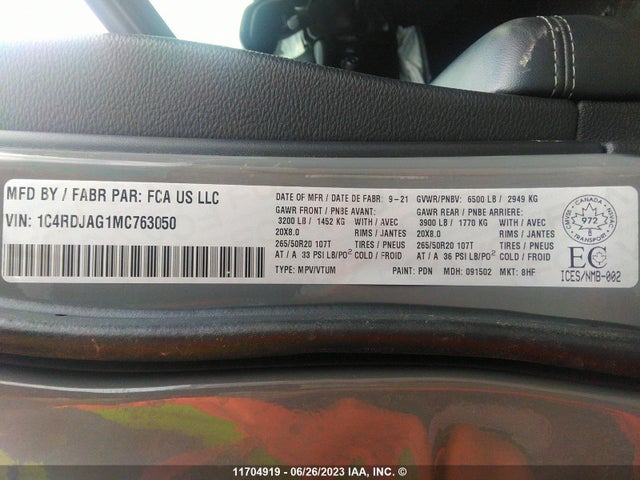 MFD BY / FABR PAR: FCA US LLC
VIN: 1C4RDJAG1MC763050
DATE OF MFR / DATE DE FABR: 9-21 GVWR/PNBV: 6500 LB / 2949 KG
GAWR FRONT / PNBE AVANT: GAWR REAR / PNBE ARRIERE:
3200 LB / 1452 KG WITH / AVEC 3900 LB / 1770 KG WITH / AVEC
20X8.0 RIMS / JANTES 20X8.0 RIMS / JANTES
265/50R20 107T TIRES / PNEUS 265/50R20 107T TIRES / PNEUS
AT / A 33 PSI LB/PO² COLD / FROID AT / A 36 PSI LB/PO² COLD / FROID
TYPE: MPV/VTUM PAINT: PDN MDH: 091502 MKT: 8HF
CANADA
972
8
TRANSPORT
EC
ICES/NMB-002
11704919 - 06/26/2023 IAA, INC. ©